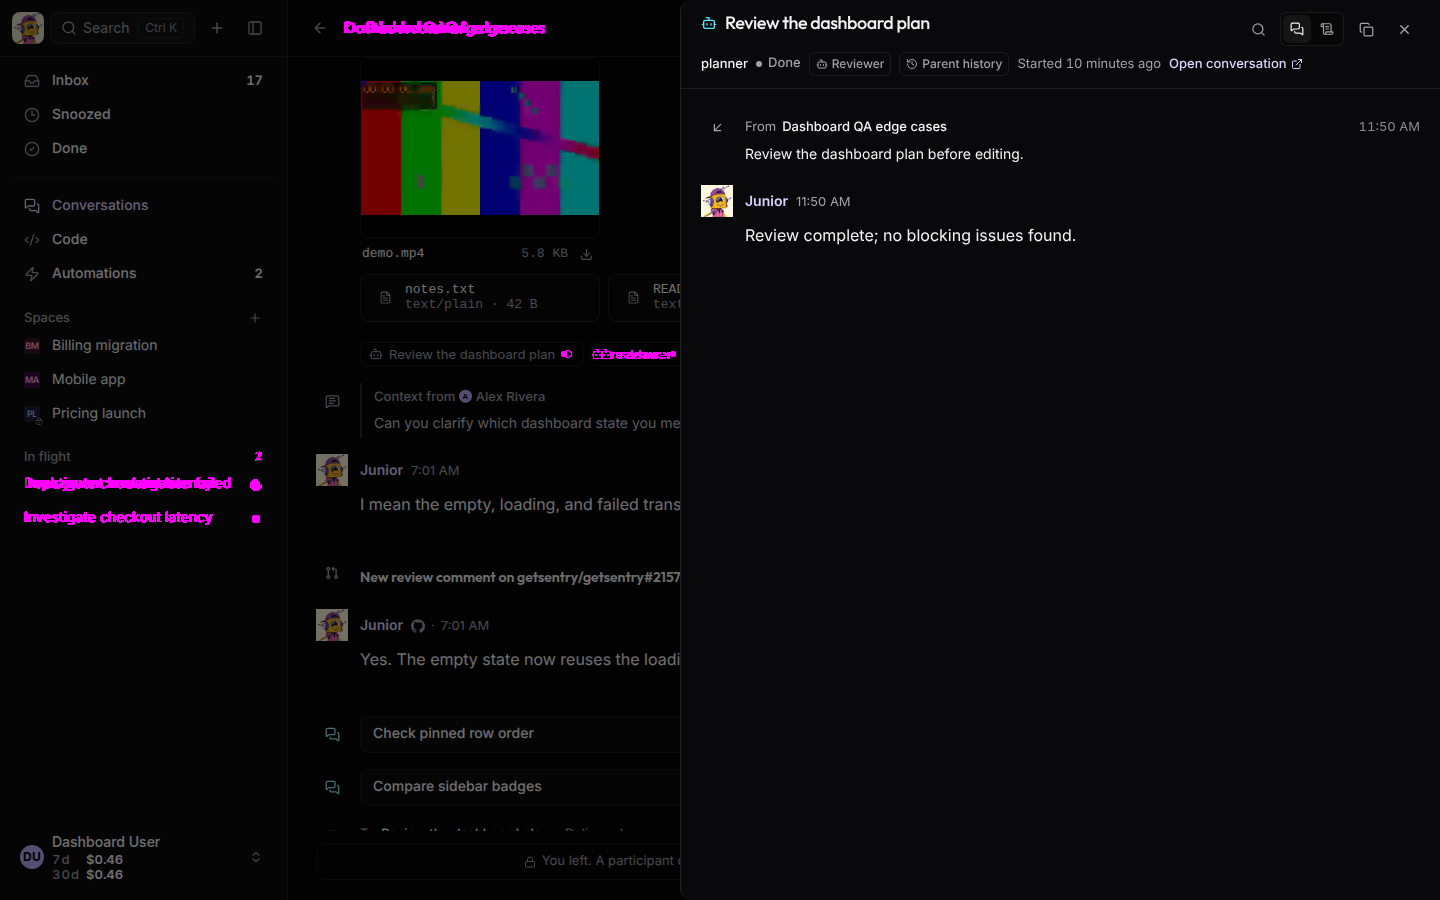 Search Ctrl K
Inbox 17
Snoozed
Done
Conversations
Code
Automations 2
Spaces
Billing migration
Mobile app
Pricing launch
In flight
Investigate checkout latency
DU Dashboard User
7d $0.46
30d $0.46
demo.mp4 5.8 KB
notes.txt
text/plain · 42 B
READ
text
Review the dashboard plan
Context from A Alex Rivera
Can you clarify which dashboard state you me
Junior 7:01 AM
I mean the empty, loading, and failed trans
New review comment on getsentry/getsentry#2157
Junior · 7:01 AM
Yes. The empty state now reuses the loadi
Check pinned row order
Compare sidebar badges
You left. A participant
Review the dashboard plan
planner Done Reviewer Parent history Started 10 minutes ago Open conversation
From Dashboard QA edge cases 11:50 AM
Review the dashboard plan before editing.
Junior 11:50 AM
Review complete; no blocking issues found.